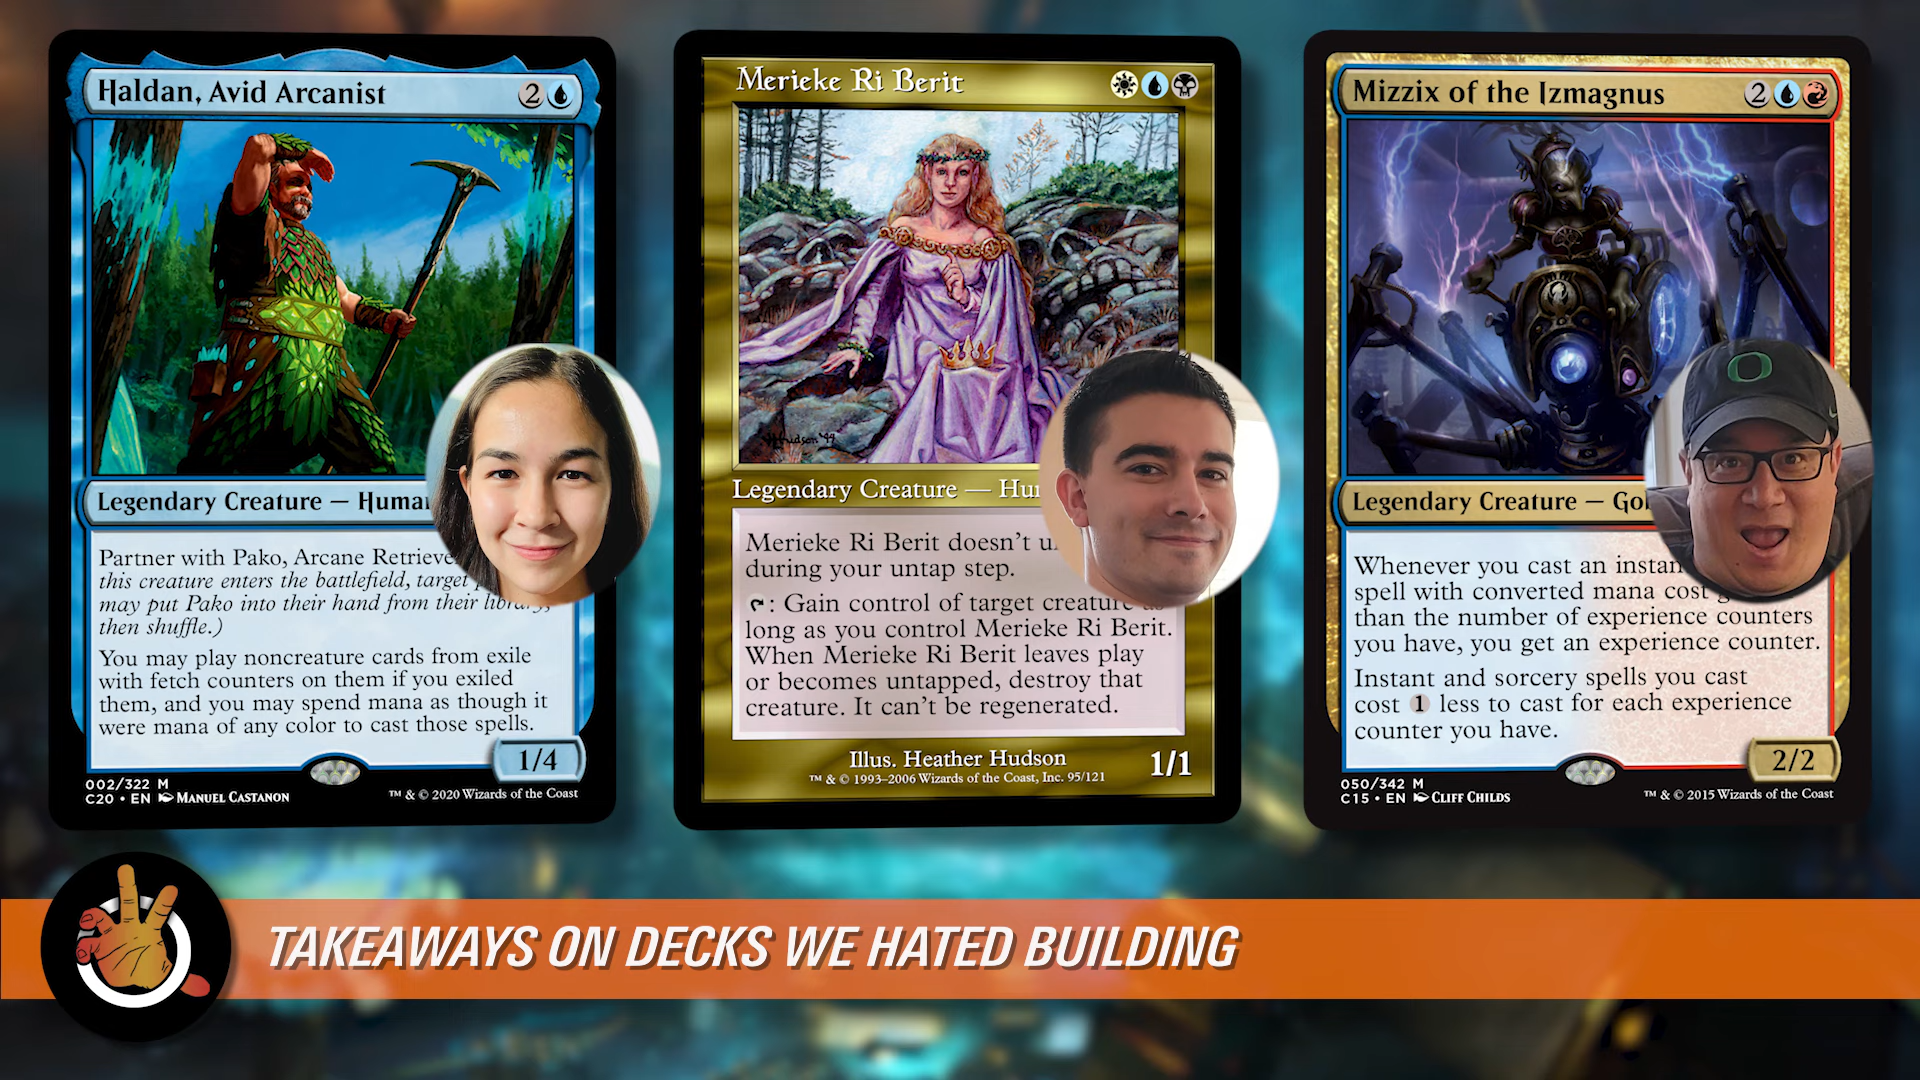 Haldan, Avid Arcanist 2
Legendary Creature — Human
Partner with Pako, Arcane Retriever
this creature enters the battlefield, target
may put Pako into their hand from their library,
then shuffle.)
You may play noncreature cards from exile
with fetch counters on them if you exiled
them, and you may spend mana as though it
were mana of any color to cast those spells.
1/4
002/322 M
C20 • EN MANUEL CASTANON
™ & © 2020 Wizards of the Coast
Merieke Ri Berit
Hudson '94
Legendary Creature —
Merieke Ri Berit doesn't
during your untap step.
: Gain control of target creature as
long as you control Merieke Ri Berit.
When Merieke Ri Berit leaves play
or becomes untapped, destroy that
creature. It can't be regenerated.
Illus. Heather Hudson
™ & © 1993–2006 Wizards of the Coast, Inc. 95/121
1/1
Mizzix of the Izmagnus 2
O
Legendary Creature —
Whenever you cast an instan
spell with converted mana cost
than the number of experience counters
you have, you get an experience counter.
Instant and sorcery spells you cast
cost 1 less to cast for each experience
counter you have.
2/2
050/342 M
C15 • EN CLIFF CHILDS
™ & © 2015 Wizards of the Coast
TAKEAWAYS ON DECKS WE HATED BUILDING